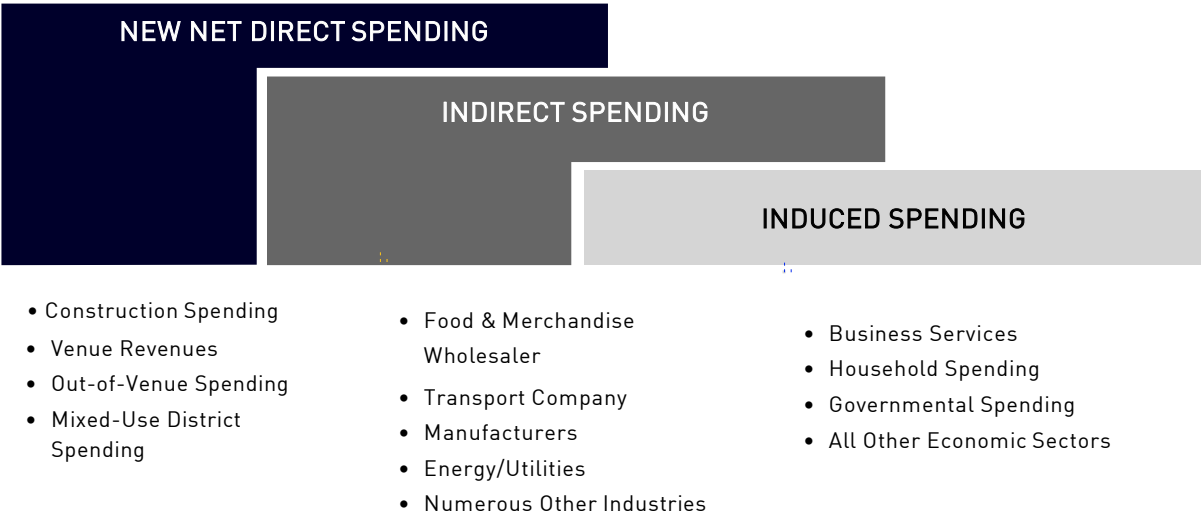 NEW NET DIRECT SPENDING
INDIRECT SPENDING
INDUCED SPENDING
• Construction Spending
• Venue Revenues
• Out-of-Venue Spending
• Mixed-Use District
Spending
• Food & Merchandise
Wholesaler
• Transport Company
• Manufacturers
• Energy/Utilities
• Numerous Other Industries
• Business Services
• Household Spending
• Governmental Spending
• All Other Economic Sectors